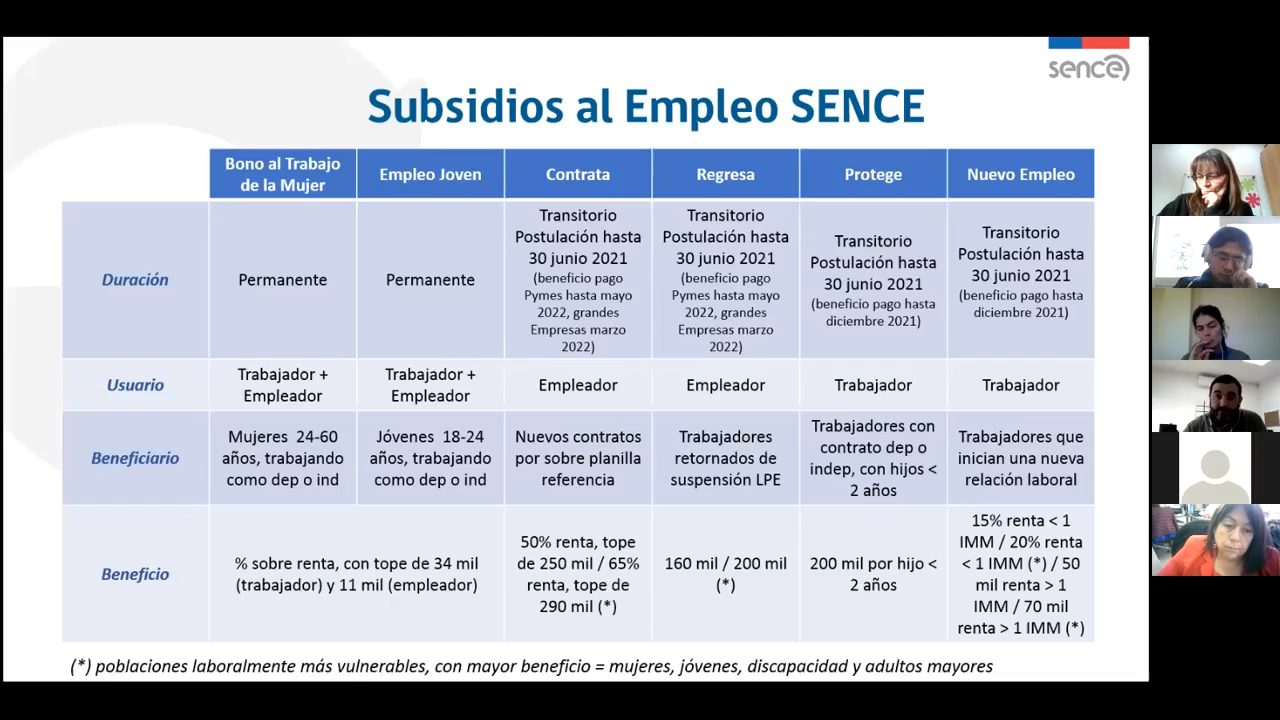 sence
Subsidios al Empleo SENCE
Bono al Trabajo
de la Mujer
Empleo Joven
Contrata
Regresa
Protege
Nuevo Empleo
Duración
Permanente
Permanente
Transitorio
Postulación hasta
30 junio 2021
(beneficio pago
Pymes hasta mayo
2022, grandes
Empresas marzo
2022)
Transitorio
Postulación hasta
30 junio 2021
(beneficio pago
Pymes hasta mayo
2022, grandes
Empresas marzo
2022)
Transitorio
Postulación hasta
30 junio 2021
(beneficio pago hasta
diciembre 2021)
Transitorio
Postulación hasta
30 junio 2021
(beneficio pago hasta
diciembre 2021)
Usuario
Trabajador +
Empleador
Trabajador +
Empleador
Empleador
Empleador
Trabajador
Trabajador
Beneficiario
Mujeres 24-60
años, trabajando
como dep o ind
Jóvenes 18-24
años, trabajando
como dep o ind
Nuevos contratos
por sobre planilla
referencia
Trabajadores
retornados de
suspensión LPE
Trabajadores con
contrato dep o
indep, con hijos <
2 años
Trabajadores que
inician una nueva
relación laboral
Beneficio
% sobre renta, con tope de 34 mil
(trabajador) y 11 mil (empleador)
50% renta, tope
de 250 mil / 65%
renta, tope de
290 mil (*)
160 mil / 200 mil
(*)
200 mil por hijo <
2 años
15% renta < 1
IMM / 20% renta
< 1 IMM (*) / 50
mil renta > 1
IMM / 70 mil
renta > 1 IMM (*)
(*) poblaciones laboralmente más vulnerables, con mayor beneficio = mujeres, jóvenes, discapacidad y adultos mayores